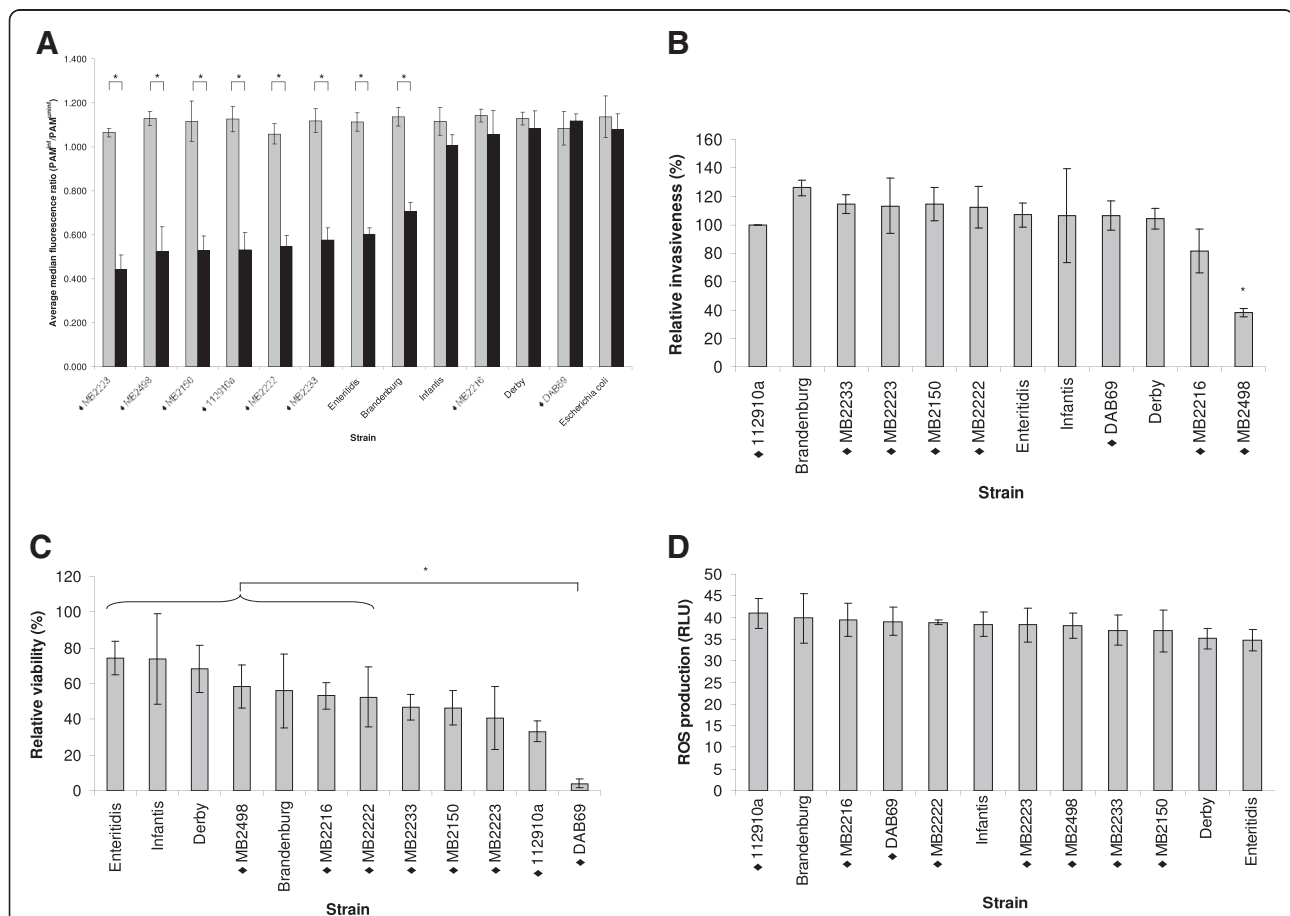 A
Average median fluorescence ratio (PAMinf/PAMuninf)
1.400
1.200
1.000
0.800
0.600
0.400
0.200
0.000
* * * * * * * *
♦ MB2223
♦ MB2498
♦ MB2150
♦ 112910a
♦ MB2222
♦ MB2233
Enteritidis
Brandenburg
Infantis
♦ MB2216
Derby
♦ DAB69
Escherichia coli
Strain
B
Relative invasiveness (%)
160
140
120
100
80
60
40
20
0
*
♦ 112910a
Brandenburg
♦ MB2233
♦ MB2223
♦ MB2150
♦ MB2222
Enteritidis
Infantis
♦ DAB69
Derby
♦ MB2216
♦ MB2498
Strain
C
Relative viability (%)
120
100
80
60
40
20
0
*
Enteritidis
Infantis
Derby
♦ MB2498
Brandenburg
♦ MB2216
♦ MB2222
♦ MB2233
♦ MB2150
♦ MB2223
♦ 112910a
♦ DAB69
Strain
D
ROS production (RLU)
50
45
40
35
30
25
20
15
10
5
0
♦ 112910a
Brandenburg
♦ MB2216
♦ DAB69
♦ MB2222
Infantis
♦ MB2223
♦ MB2498
♦ MB2233
♦ MB2150
Derby
Enteritidis
Strain